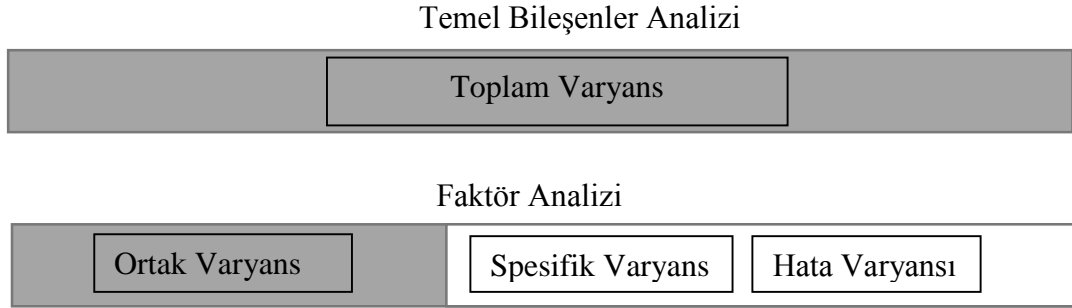 Temel Bileşenler Analizi
Toplam Varyans
Faktör Analizi
Ortak Varyans Spesifik Varyans Hata Varyansı